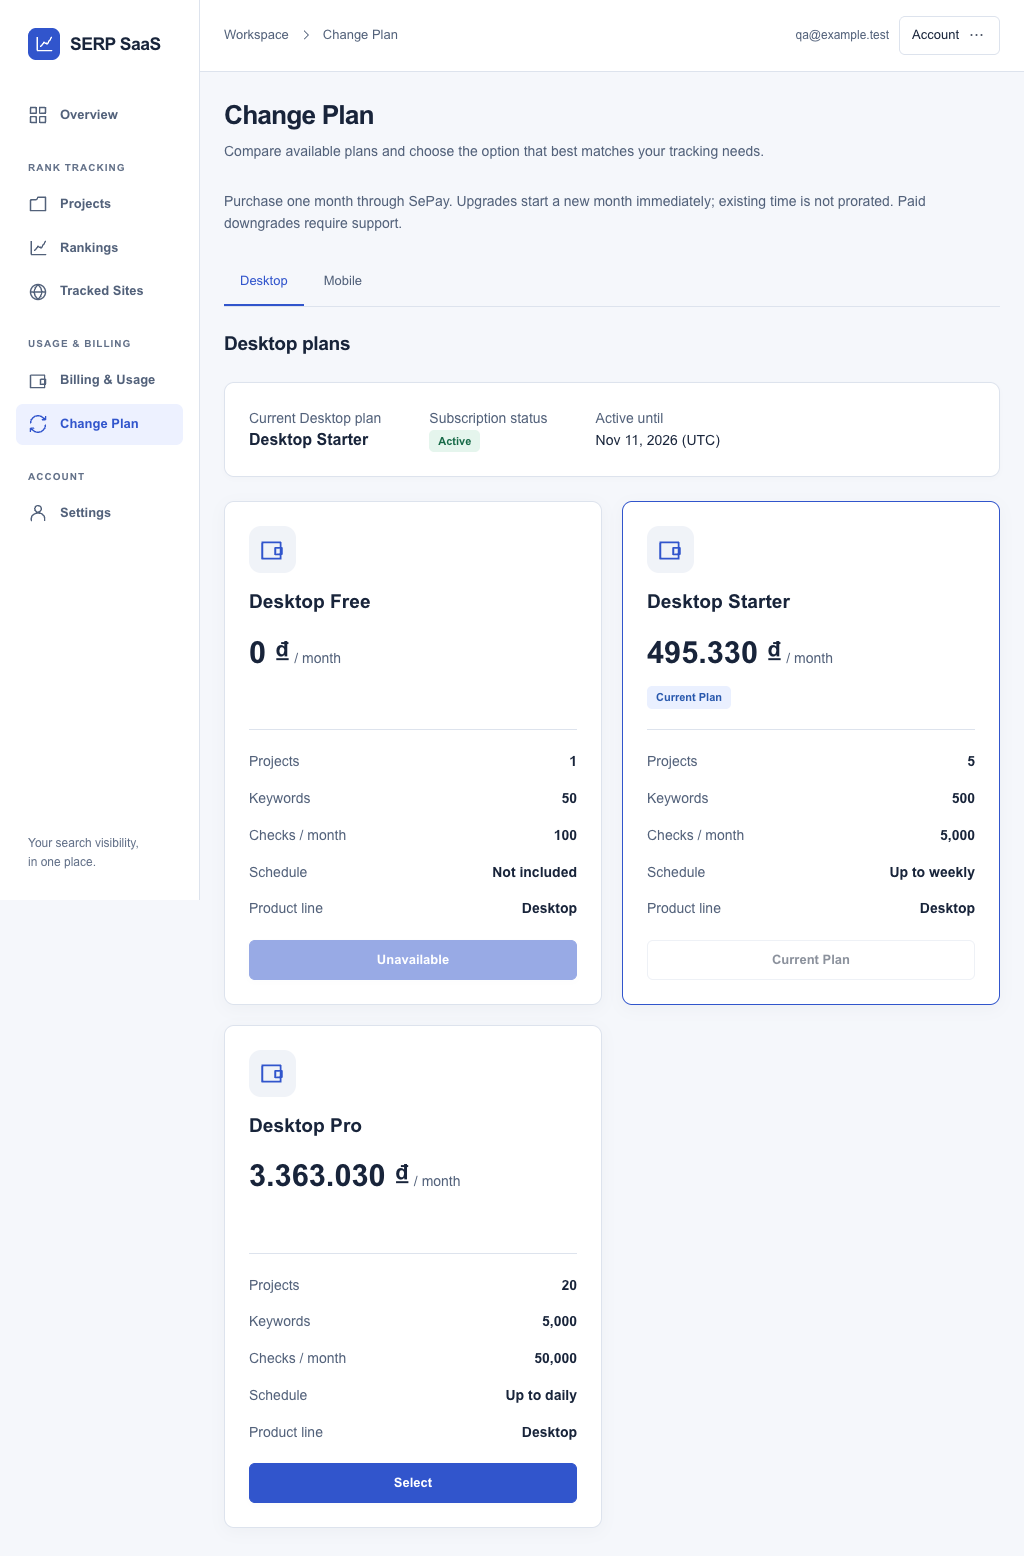 SERP SaaS
Overview
RANK TRACKING
Projects
Rankings
Tracked Sites
USAGE & BILLING
Billing & Usage
Change Plan
ACCOUNT
Settings
Your search visibility,
in one place.
Workspace > Change Plan
qa@example.test
Account ···
Change Plan
Compare available plans and choose the option that best matches your tracking needs.
Purchase one month through SePay. Upgrades start a new month immediately; existing time is not prorated. Paid
downgrades require support.
Desktop Mobile
Desktop plans
Current Desktop plan
Desktop Starter
Subscription status
Active
Active until
Nov 11, 2026 (UTC)
Desktop Free
0 ₫ / month
Projects 1
Keywords 50
Checks / month 100
Schedule Not included
Product line Desktop
Unavailable
Desktop Starter
495.330 ₫ / month
Current Plan
Projects 5
Keywords 500
Checks / month 5,000
Schedule Up to weekly
Product line Desktop
Current Plan
Desktop Pro
3.363.030 ₫ / month
Projects 20
Keywords 5,000
Checks / month 50,000
Schedule Up to daily
Product line Desktop
Select